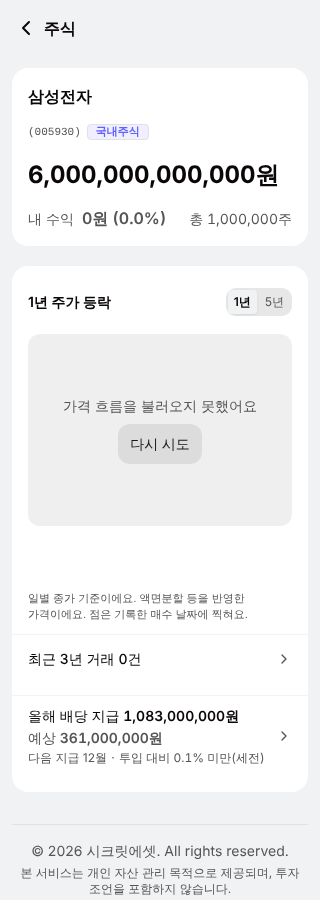 주식
삼성전자
(005930) 국내주식
6,000,000,000,000원
내 수익 0원 (0.0%) 총 1,000,000주
1년 주가 등락 1년 5년
가격 흐름을 불러오지 못했어요
다시 시도
일별 종가 기준이에요. 액면분할 등을 반영한
가격이에요. 점은 기록한 매수 날짜에 찍혀요.
최근 3년 거래 0건
올해 배당 지급 1,083,000,000원
예상 361,000,000원
다음 지급 12월 · 투입 대비 0.1% 미만(세전)
© 2026 시크릿에셋. All rights reserved.
본 서비스는 개인 자산 관리 목적으로 제공되며, 투자
조언을 포함하지 않습니다.